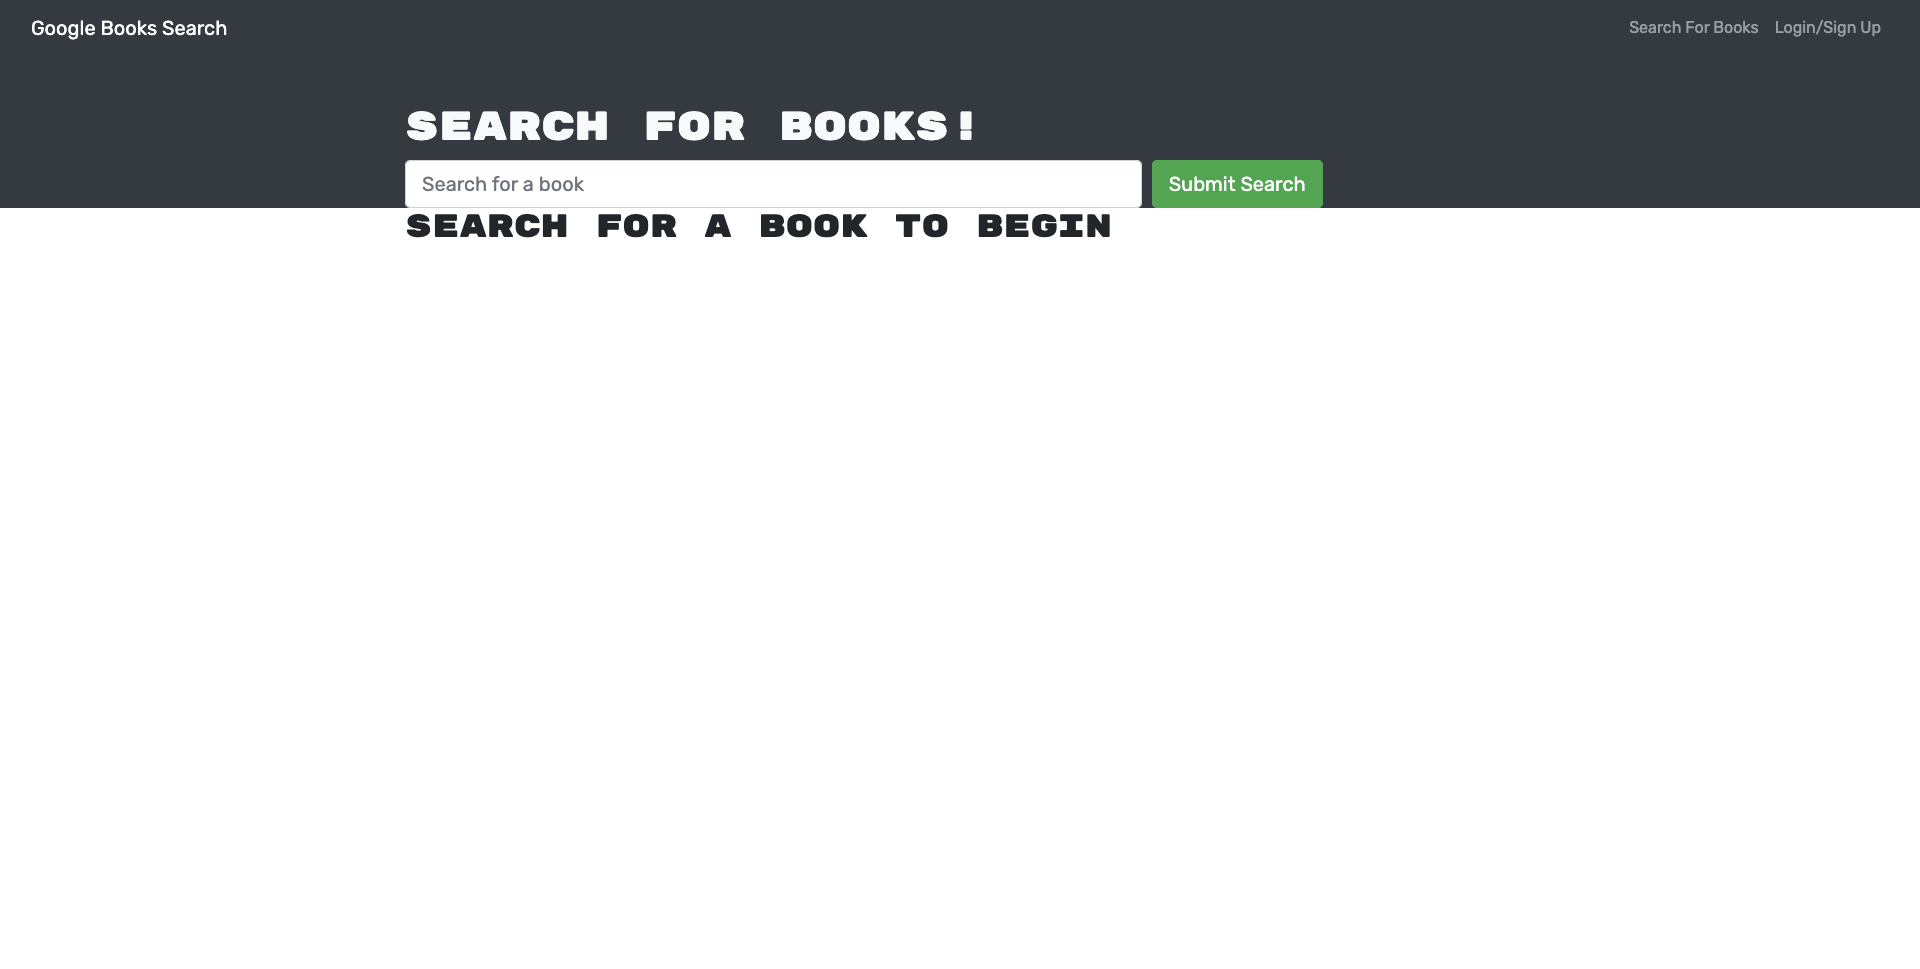 Google Books Search
Search For Books
Login/Sign Up
SEARCH FOR BOOKS!
Search for a book
Submit Search
SEARCH FOR A BOOK TO BEGIN